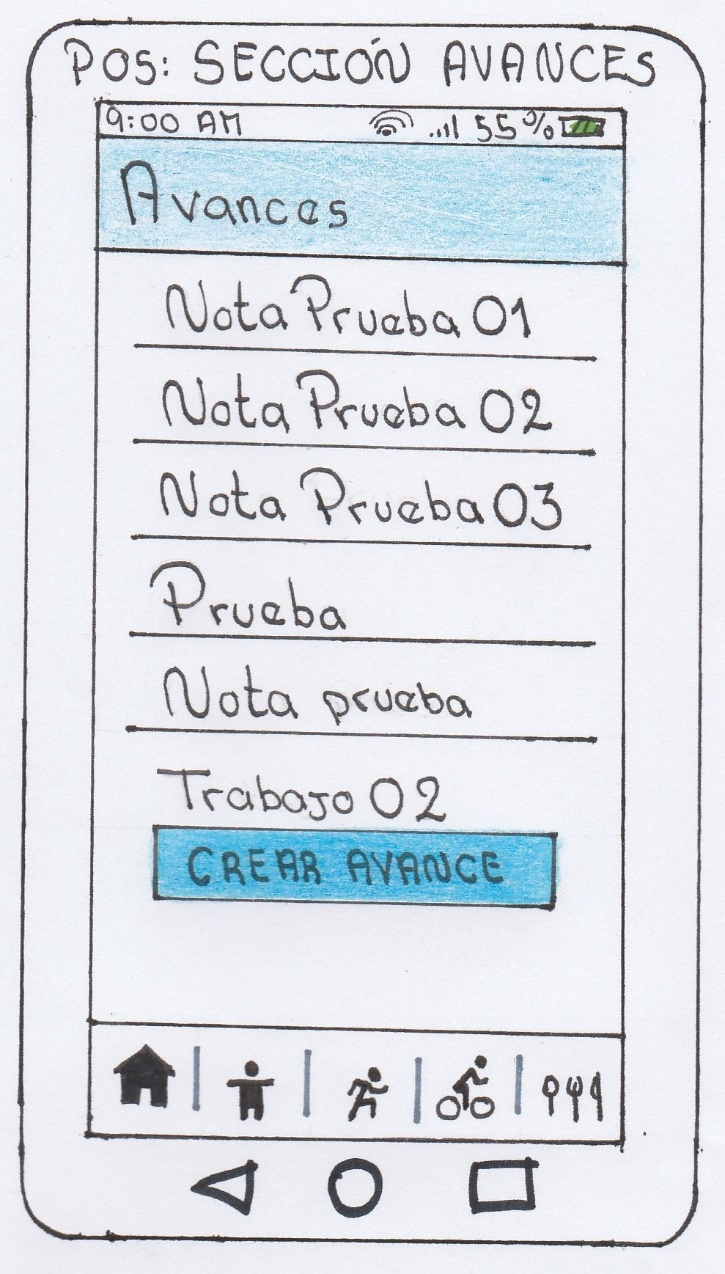 POS: SECCIÓN AVANCES
9:00 AM 55%
Avances
Nota Prueba 01
Nota Prueba 02
Nota Prueba 03
Prueba
Nota prueba
Trabajo 02
CREAR AVANCE